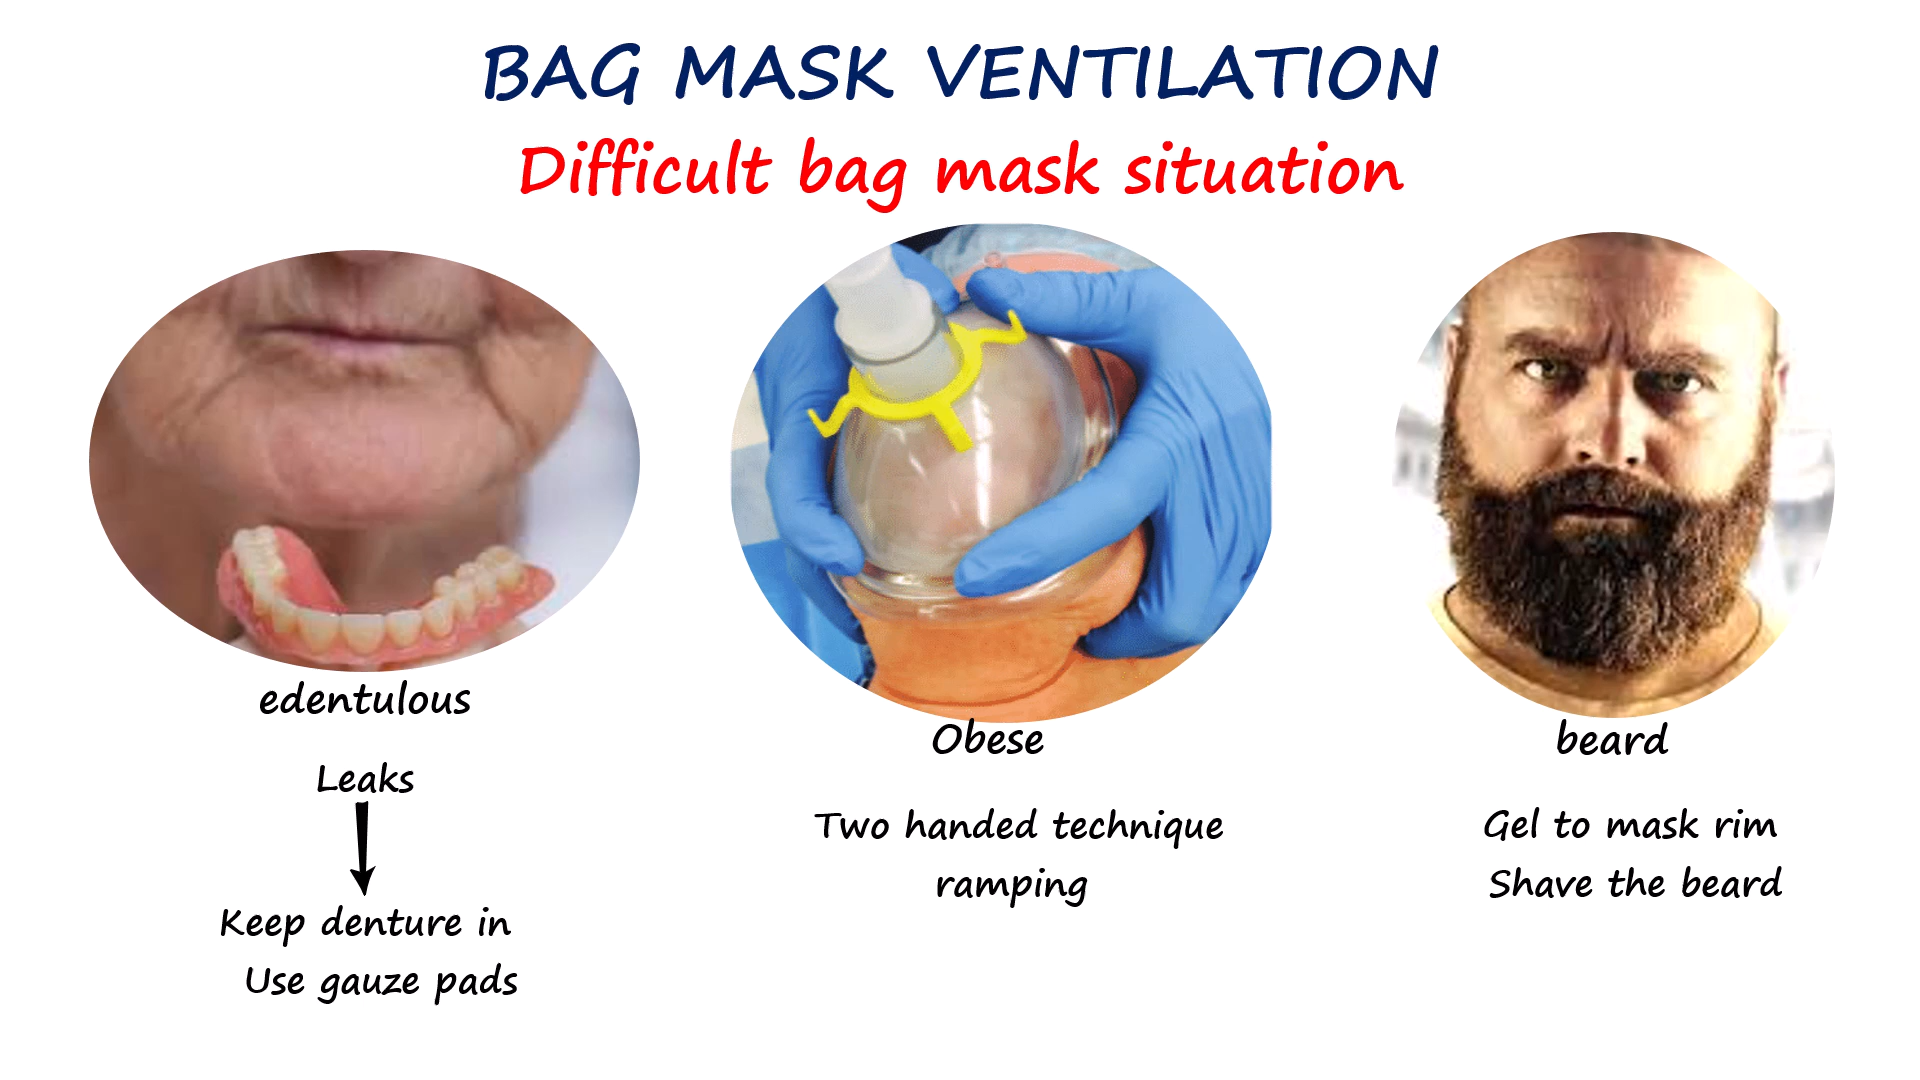 BAG MASK VENTILATION
Difficult bag mask situation
edentulous
Leaks
Keep denture in
Use gauze pads
Obese
Two handed technique
ramping
beard
Gel to mask rim
Shave the beard